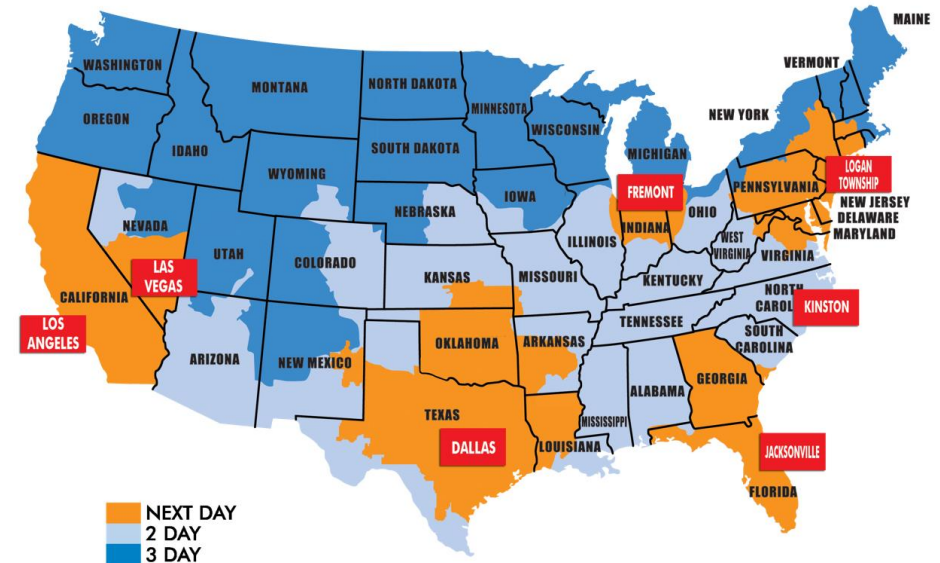 MAINE
VERMONT
WASHINGTON
MONTANA
NORTH DAKOTA
MINNESOTA
NEW YORK
OREGON
WISCONSIN
IDAHO
SOUTH DAKOTA
MICHIGAN
WYOMING
LOGAN
TOWNSHIP
FREMONT
PENNSYLVANIA
IOWA
NEW JERSEY
NEBRASKA
OHIO
DELAWARE
NEVADA
INDIANA
MARYLAND
ILLINOIS
WEST
VIRGINIA
UTAH
COLORADO
VIRGINIA
LAS
VEGAS
KANSAS
MISSOURI
KENTUCKY
CALIFORNIA
NORTH
CAROL
KINSTON
LOS
ANGELES
TENNESSEE
SOUTH
CAROLINA
OKLAHOMA
ARKANSAS
ARIZONA
NEW MEXICO
GEORGIA
ALABAMA
TEXAS
MISSISSIPPI
DALLAS
LOUISIANA
JACKSONVILLE
FLORIDA
NEXT DAY
2 DAY
3 DAY